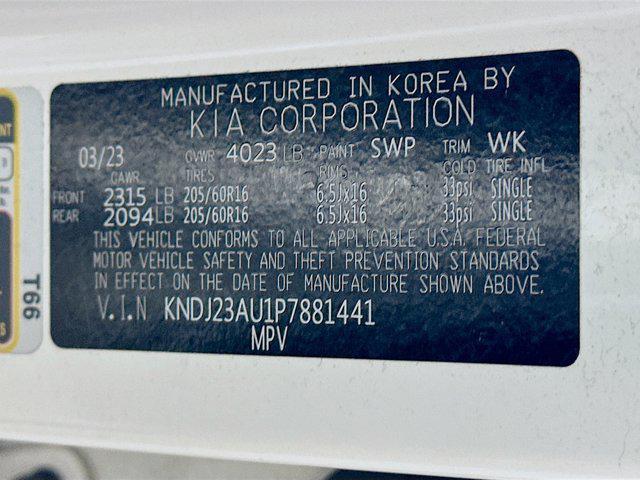 MANUFACTURED IN KOREA BY
KIA CORPORATION
03/23 GVWR 4023 LB PAINT SWP TRIM WK
GAWR TIRES RIMS COLD TIRE INFL
FRONT 2315 LB 205/60R16 6.5Jx16 33psi SINGLE
REAR 2094 LB 205/60R16 6.5Jx16 33psi SINGLE
THIS VEHICLE CONFORMS TO ALL APPLICABLE U.S.A. FEDERAL
MOTOR VEHICLE SAFETY AND THEFT PREVENTION STANDARDS
IN EFFECT ON THE DATE OF MANUFACTURE SHOWN ABOVE.
V.I.N KNDJ23AU1P7881441
MPV
T66